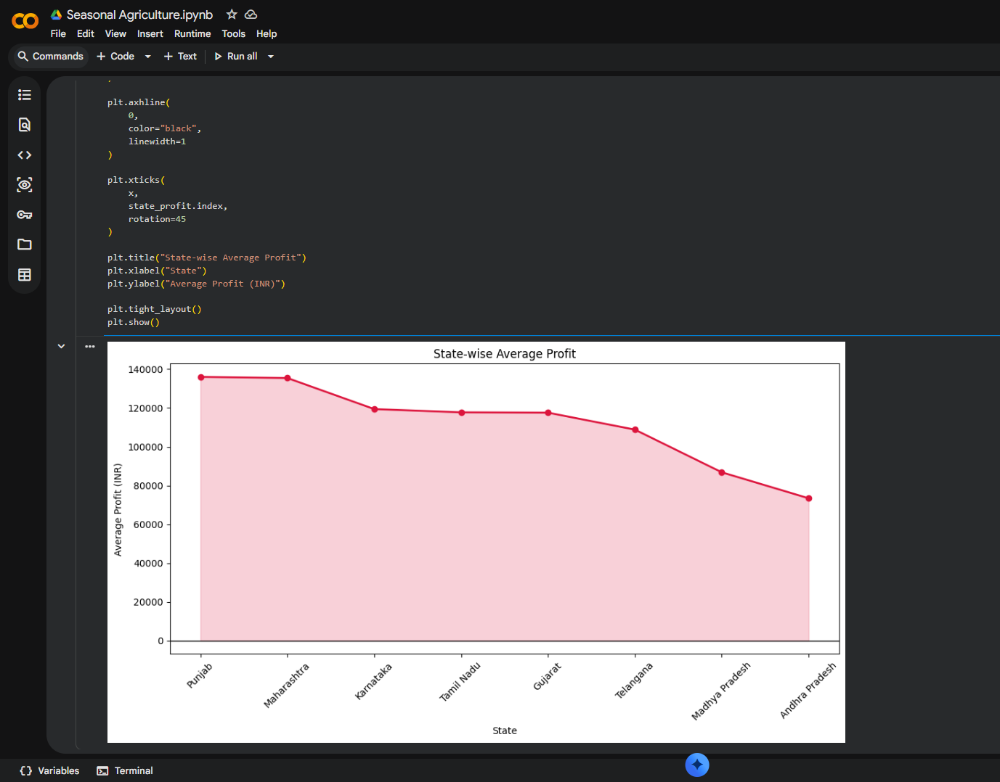 Seasonal Agriculture.ipynb
File Edit View Insert Runtime Tools Help
Commands + Code + Text Run all
)
plt.axhline(
    0,
    color="black",
    linewidth=1
)
plt.xticks(
    x,
    state_profit.index,
    rotation=45
)
plt.title("State-wise Average Profit")
plt.xlabel("State")
plt.ylabel("Average Profit (INR)")
plt.tight_layout()
plt.show()
State-wise Average Profit
140000
120000
100000
80000
60000
40000
20000
0
Average Profit (INR)
Punjab
Maharashtra
Karnataka
Tamil Nadu
Gujarat
Telangana
Madhya Pradesh
Andhra Pradesh
State
Variables Terminal